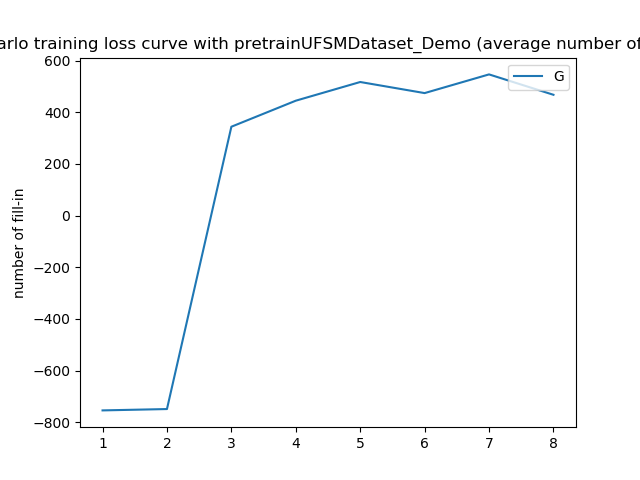 arlo training loss curve with pretrainUFSMDataset_Demo (average number of
G
number of fill-in
600
400
200
0
−200
−400
−600
−800
1 2 3 4 5 6 7 8